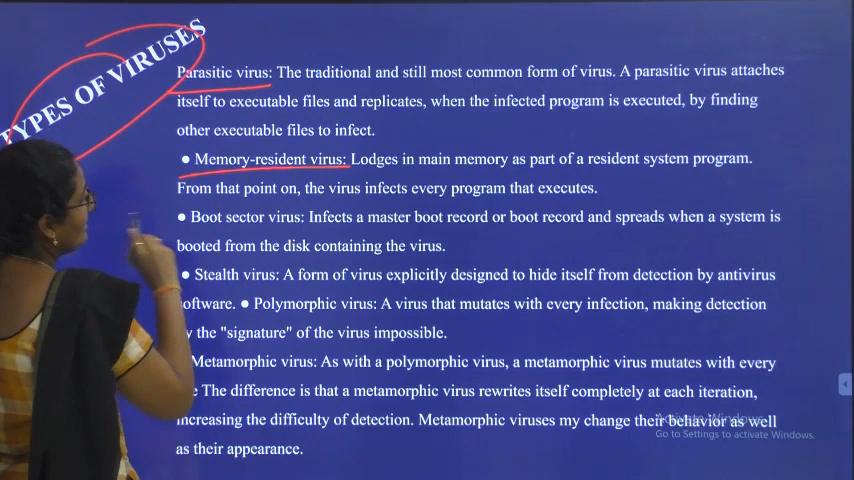 TYPES OF VIRUSES
Parasitic virus: The traditional and still most common form of virus. A parasitic virus attaches
itself to executable files and replicates, when the infected program is executed, by finding
other executable files to infect.
● Memory-resident virus: Lodges in main memory as part of a resident system program.
From that point on, the virus infects every program that executes.
● Boot sector virus: Infects a master boot record or boot record and spreads when a system is
booted from the disk containing the virus.
● Stealth virus: A form of virus explicitly designed to hide itself from detection by antivirus
oftware. ● Polymorphic virus: A virus that mutates with every infection, making detection
y the "signature" of the virus impossible.
Metamorphic virus: As with a polymorphic virus, a metamorphic virus mutates with every
The difference is that a metamorphic virus rewrites itself completely at each iteration,
increasing the difficulty of detection. Metamorphic viruses my change their behavior as well
as their appearance.
Activate Windows
Go to Settings to activate Windows.